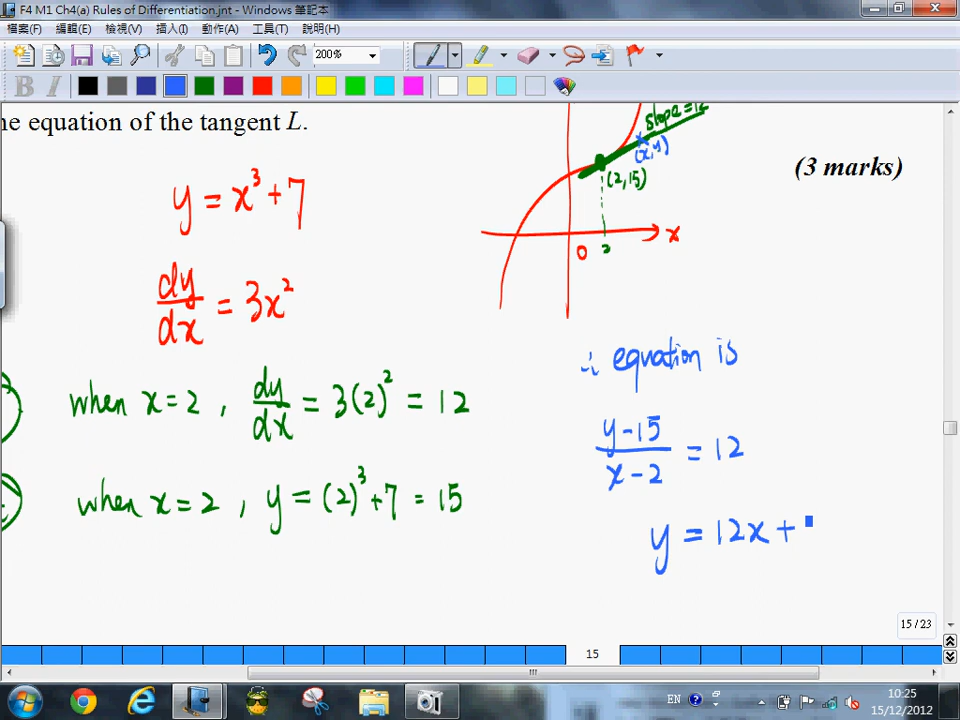 F4 M1 Ch4(a) Rules of Differentiation.jnt - Windows 筆記本
檔案(F) 編輯(E) 檢視(V) 插入(I) 動作(A) 工具(T) 說明(H)
200%
B I
he equation of the tangent L.
(3 marks)
slope=12
(x,y)
(2,15)
0 2 x
y = x³ + 7
dy/dx = 3x²
∴ equation is
when x = 2 , dy/dx = 3(2)² = 12
(y-15)/(x-2) = 12
when x = 2 , y = (2)³ + 7 = 15
y = 12x +
15 / 23
15
EN
10:25
15/12/2012